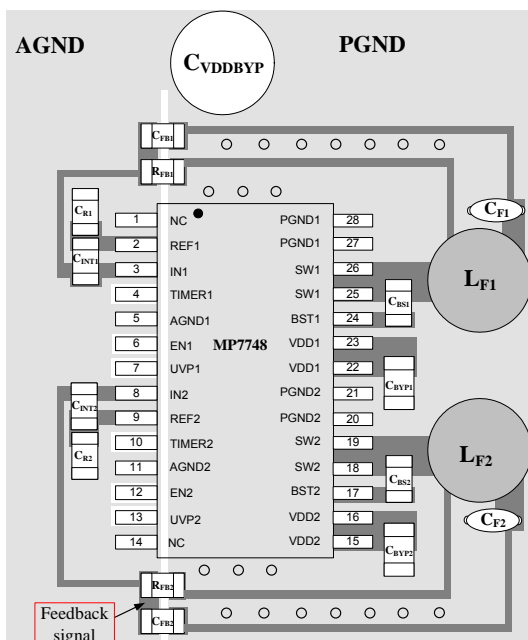 AGND
PGND
CVDDBYP
CFB1
RFB1
CR1
CINT1
CF1
LF1
1 NC
2 REF1
3 IN1
4 TIMER1
5 AGND1
6 EN1
7 UVP1
8 IN2
9 REF2
10 TIMER2
11 AGND2
12 EN2
13 UVP2
14 NC
MP7748
PGND1 28
PGND1 27
SW1 26
SW1 25
BST1 24
VDD1 23
VDD1 22
PGND2 21
PGND2 20
SW2 19
SW2 18
BST2 17
VDD2 16
VDD2 15
CBS1
CBYP1
CINT2
CR2
LF2
CBS2
CF2
CBYP2
RFB2
CFB2
Feedback
signal